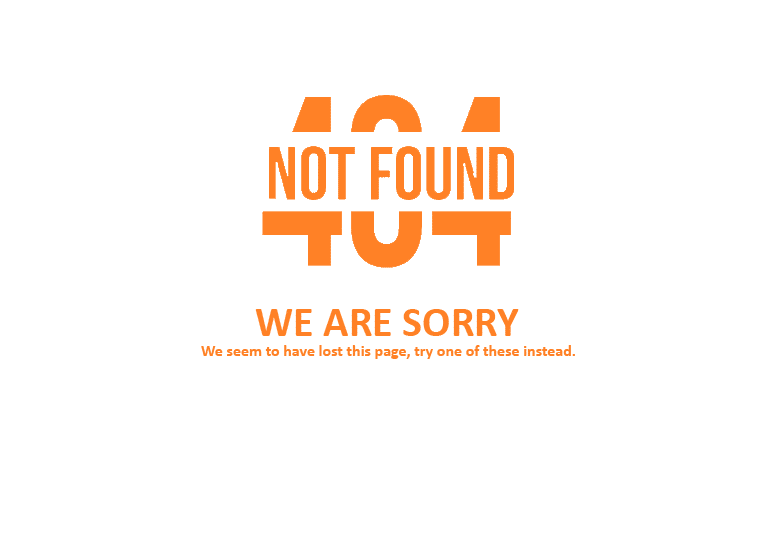 404
NOT FOUND
WE ARE SORRY
We seem to have lost this page, try one of these instead.